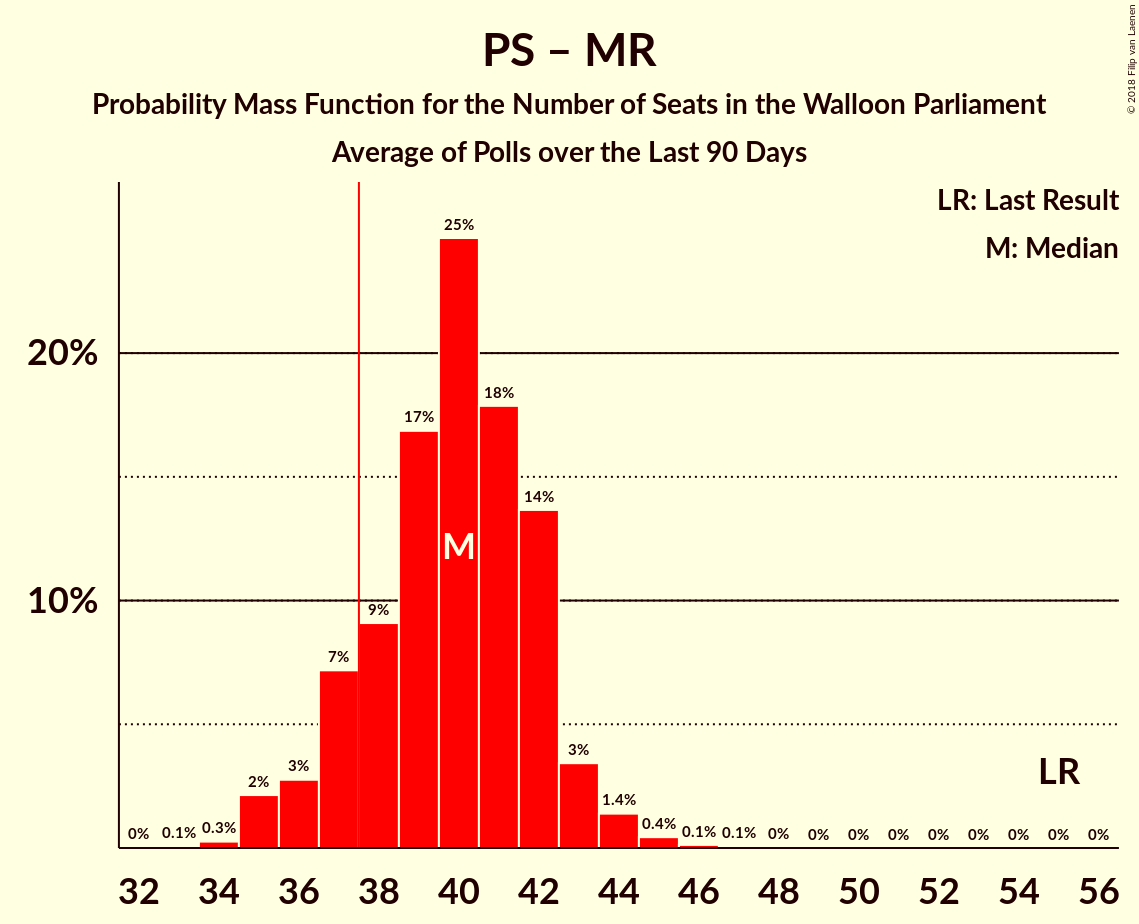 PS – MR
Probability Mass Function for the Number of Seats in the Walloon Parliament
Average of Polls over the Last 90 Days
© 2018 Filip van Laenen
LR: Last Result
M: Median
20%
10%
0% 0.1% 0.3% 2% 3% 7% 9% 17% 25% 18% 14% 3% 1.4% 0.4% 0.1% 0.1% 0% 0% 0% 0% 0% 0% 0% 0% 0%
M
LR
32 34 36 38 40 42 44 46 48 50 52 54 56